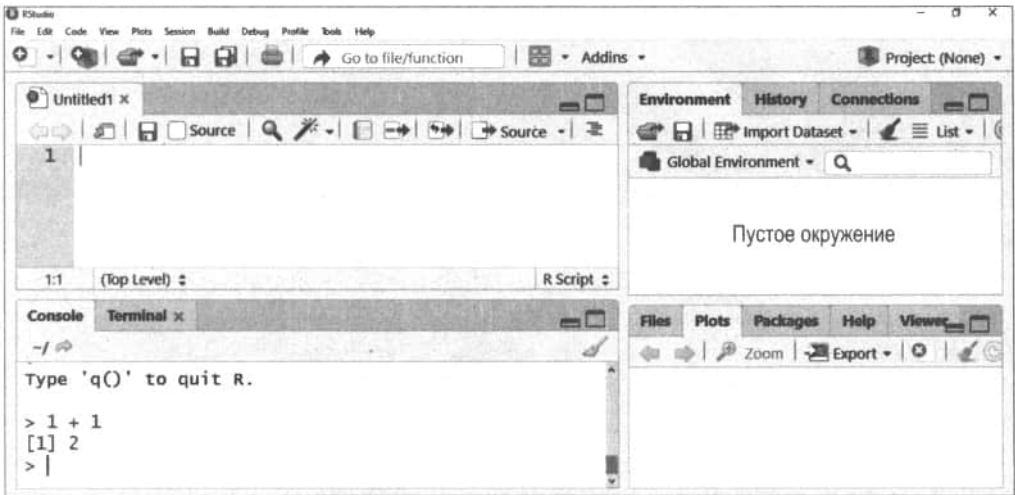 RStudio
File Edit Code View Plots Session Build Debug Profile Tools Help
Go to file/function
Addins
Project: (None)
Untitled1
Source
Source
1
1:1 (Top Level)
R Script
Console Terminal
~/
Type 'q()' to quit R.
> 1 + 1
[1] 2
>
Environment History Connections
Import Dataset
List
Global Environment
Пустое окружение
Files Plots Packages Help Viewer
Zoom
Export